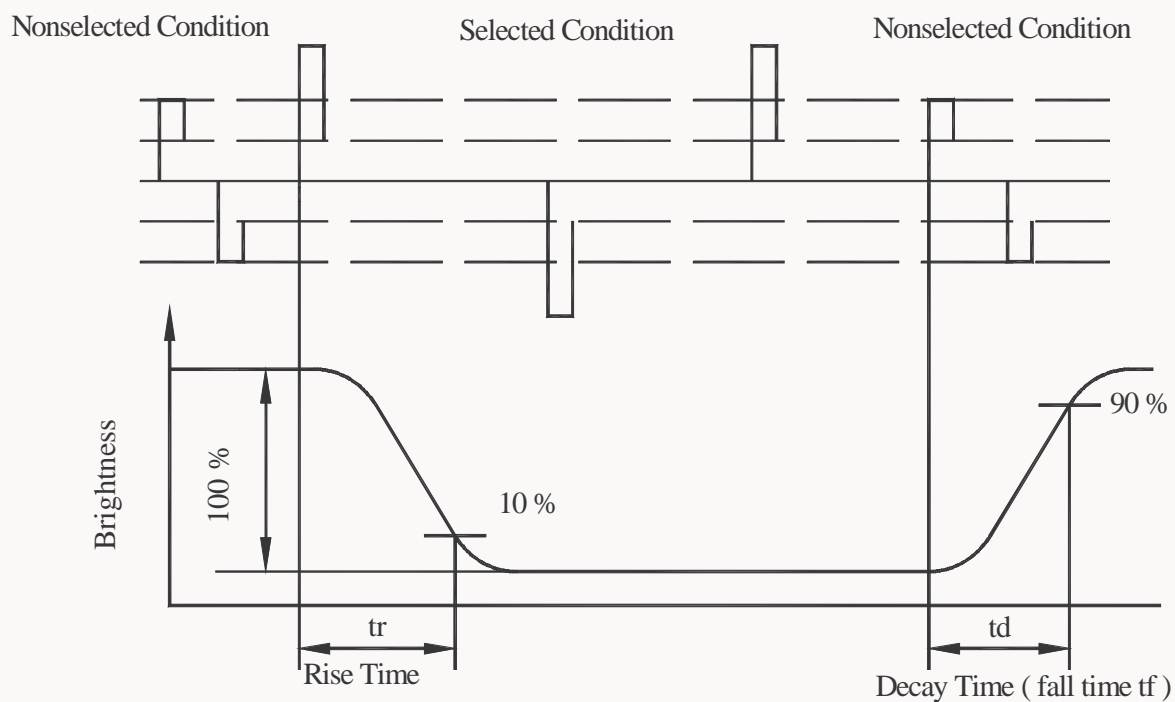 Nonselected Condition
Selected Condition
Nonselected Condition
Brightness
100 %
10 %
90 %
tr
Rise Time
td
Decay Time ( fall time tf )